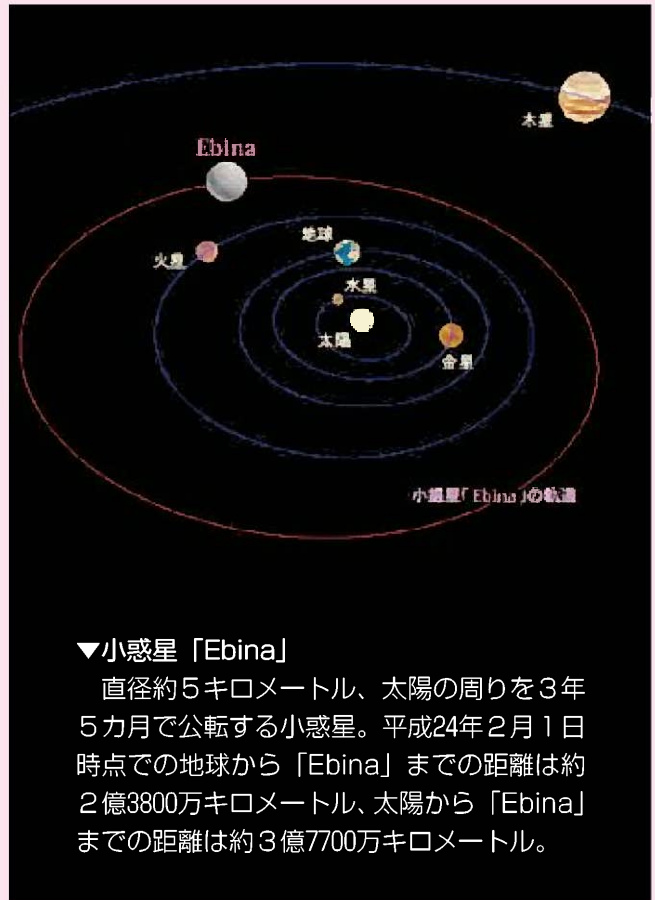 木星
Ebina
地球
火星
水星
太陽
金星
小惑星「Ebina」の軌道
▼小惑星「Ebina」
　直径約５キロメートル、太陽の周りを３年
５カ月で公転する小惑星。平成24年２月１日
時点での地球から「Ebina」までの距離は約
２億3800万キロメートル、太陽から「Ebina」
までの距離は約３億7700万キロメートル。